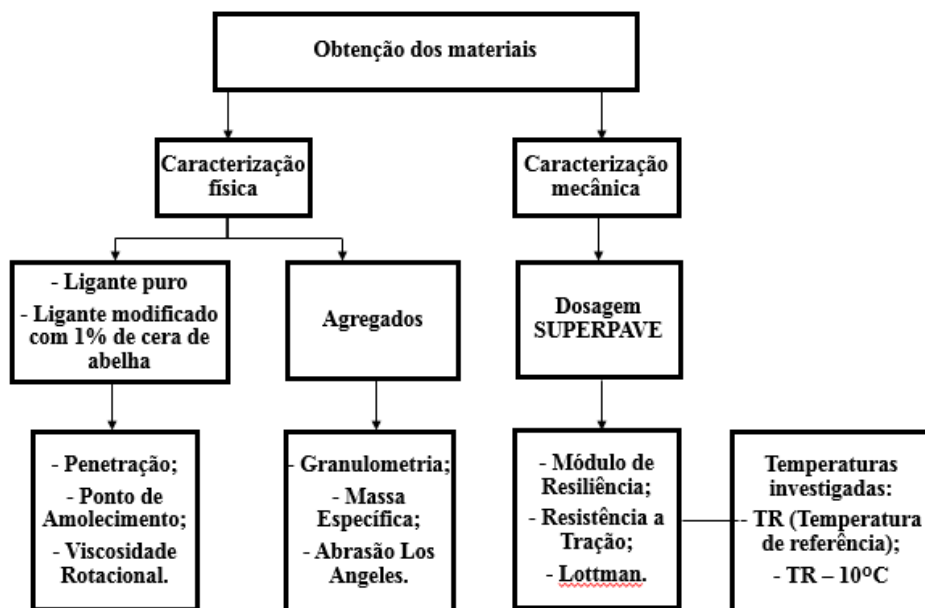 Obtenção dos materiais
Caracterização
física
Caracterização
mecânica
- Ligante puro
- Ligante modificado
com 1% de cera de
abelha
Agregados
Dosagem
SUPERPAVE
- Penetração;
- Ponto de
Amolecimento;
- Viscosidade
Rotacional.
- Granulometria;
- Massa
Específica;
- Abrasão Los
Angeles.
- Módulo de
Resiliência;
- Resistência a
Tração;
- Lottman.
Temperaturas
investigadas:
- TR (Temperatura
de referência);
- TR – 10ºC